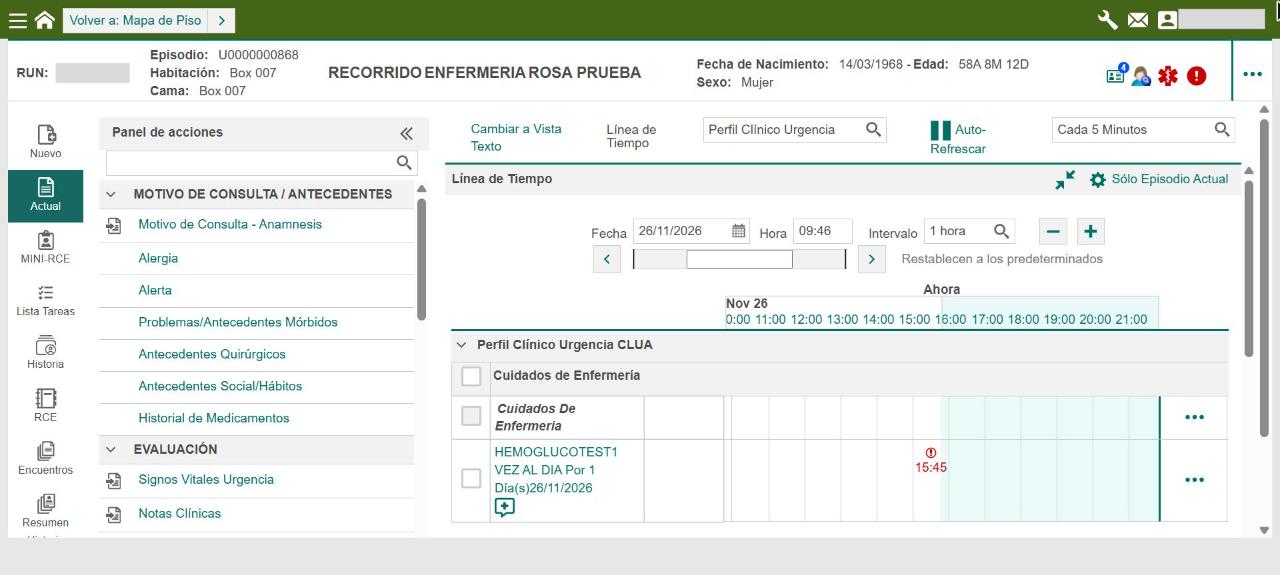 Volver a: Mapa de Piso
RUN:
Episodio: U0000000868
Habitación: Box 007
Cama: Box 007
RECORRIDO ENFERMERIA ROSA PRUEBA
Fecha de Nacimiento: 14/03/1968 - Edad: 58A 8M 12D
Sexo: Mujer
4
Nuevo
Actual
MINI-RCE
Lista Tareas
Historia
RCE
Encuentros
Resumen
Panel de acciones
MOTIVO DE CONSULTA / ANTECEDENTES
Motivo de Consulta - Anamnesis
Alergia
Alerta
Problemas/Antecedentes Mórbidos
Antecedentes Quirúrgicos
Antecedentes Social/Hábitos
Historial de Medicamentos
EVALUACIÓN
Signos Vitales Urgencia
Notas Clínicas
Cambiar a Vista
Texto
Línea de
Tiempo
Perfil Clínico Urgencia
Auto-
Refrescar
Cada 5 Minutos
Línea de Tiempo
Sólo Episodio Actual
Fecha 26/11/2026 Hora 09:46 Intervalo 1 hora
Restablecen a los predeterminados
Ahora
Nov 26
0:00 11:00 12:00 13:00 14:00 15:00 16:00 17:00 18:00 19:00 20:00 21:00
Perfil Clínico Urgencia CLUA
Cuidados de Enfermería
Cuidados De
Enfermeria
HEMOGLUCOTEST1
VEZ AL DIA Por 1
Día(s)26/11/2026
15:45